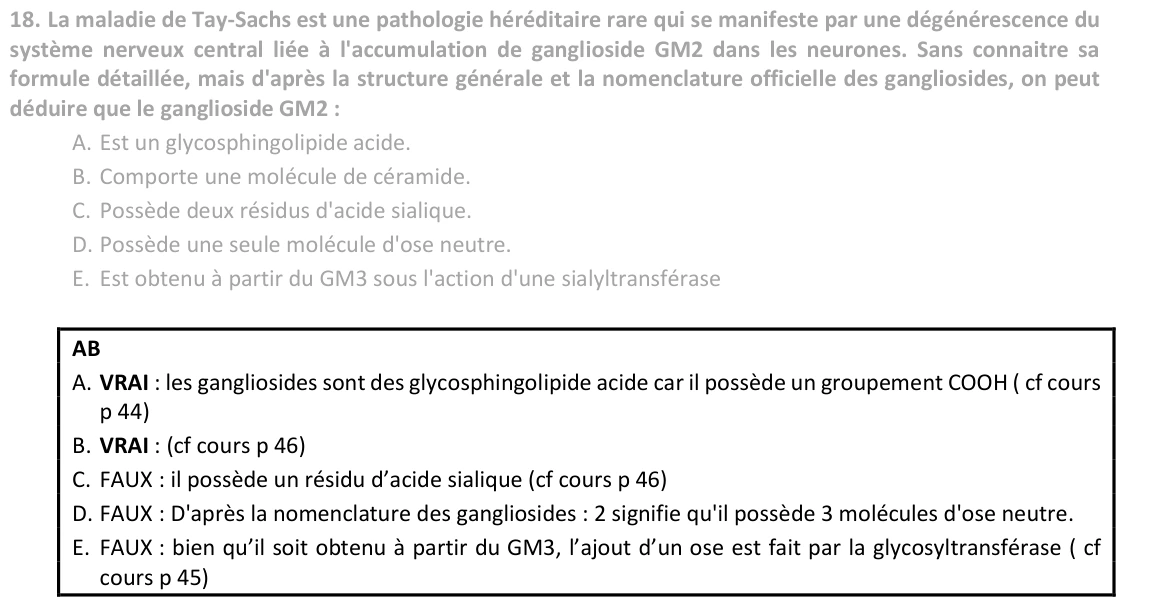 18. La maladie de Tay-Sachs est une pathologie héréditaire rare qui se manifeste par une dégénérescence du
système nerveux central liée à l'accumulation de ganglioside GM2 dans les neurones. Sans connaitre sa
formule détaillée, mais d'après la structure générale et la nomenclature officielle des gangliosides, on peut
déduire que le ganglioside GM2 :
A. Est un glycosphingolipide acide.
B. Comporte une molécule de céramide.
C. Possède deux résidus d'acide sialique.
D. Possède une seule molécule d'ose neutre.
E. Est obtenu à partir du GM3 sous l'action d'une sialyltransférase
AB
A. VRAI : les gangliosides sont des glycosphingolipide acide car il possède un groupement COOH ( cf cours
p 44)
B. VRAI : (cf cours p 46)
C. FAUX : il possède un résidu d’acide sialique (cf cours p 46)
D. FAUX : D'après la nomenclature des gangliosides : 2 signifie qu'il possède 3 molécules d'ose neutre.
E. FAUX : bien qu’il soit obtenu à partir du GM3, l’ajout d’un ose est fait par la glycosyltransférase ( cf
cours p 45)